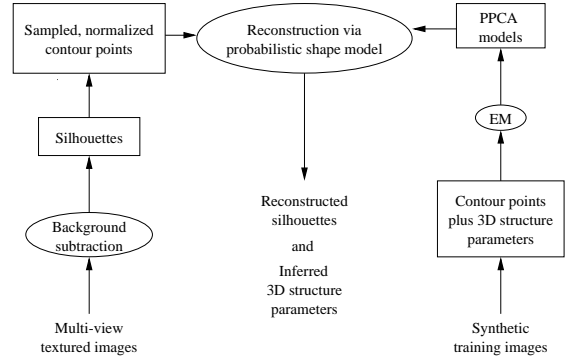 Sampled, normalized
contour points
Reconstruction via
probabilistic shape model
PPCA
models
Silhouettes
EM
Background
subtraction
Reconstructed
silhouettes
and
Inferred
3D structure
parameters
Contour points
plus 3D structure
parameters
Multi-view
textured images
Synthetic
training images